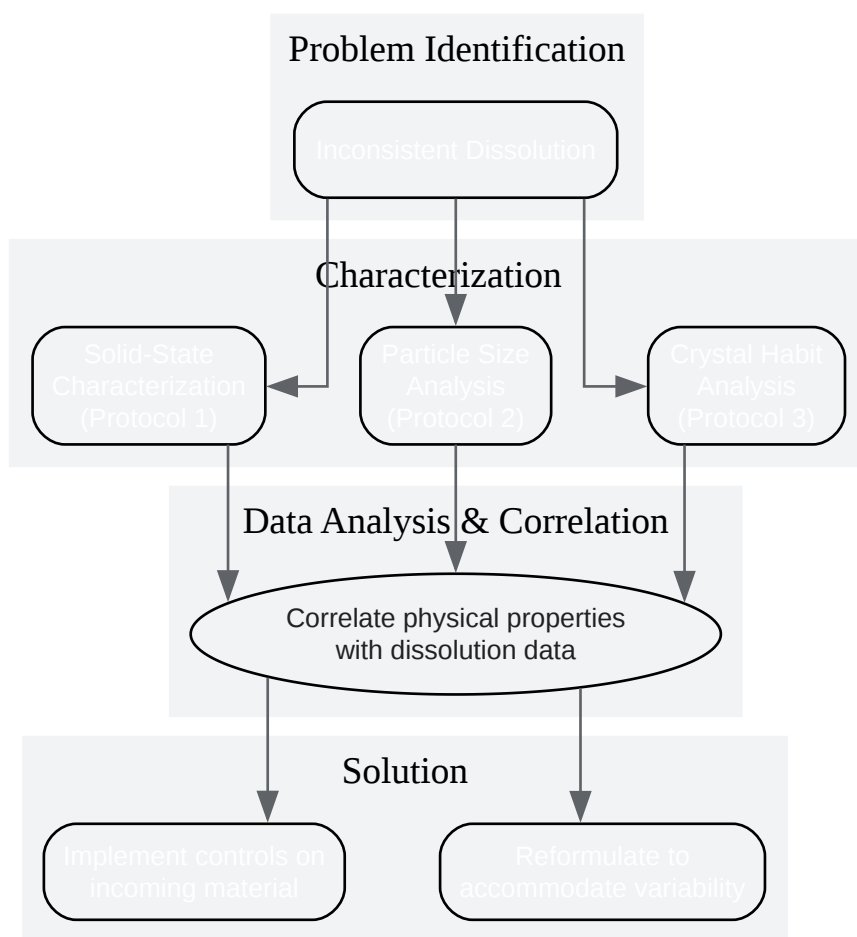 Problem Identification
Inconsistent Dissolution
Characterization
Solid-State
Characterization
(Protocol 1)
Particle Size
Analysis
(Protocol 2)
Crystal Habit
Analysis
(Protocol 3)
Data Analysis & Correlation
Correlate physical properties
with dissolution data
Solution
Implement controls on
incoming material
Reformulate to
accommodate variability